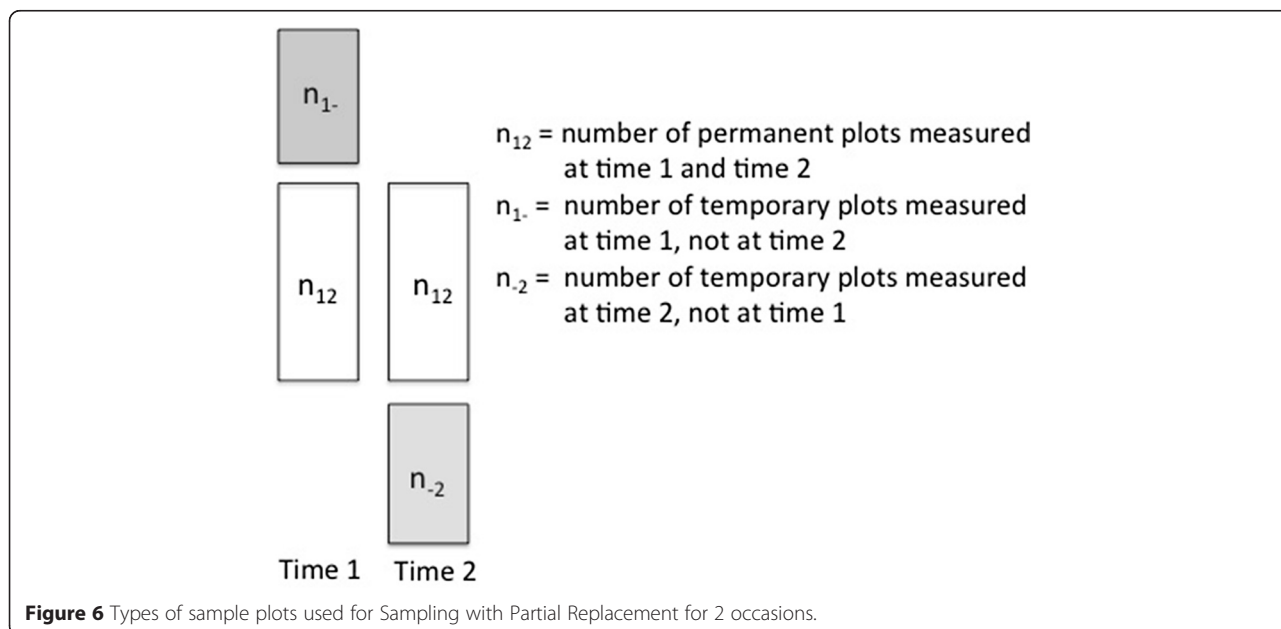 n1-
n12 = number of permanent plots measured
at time 1 and time 2
n1- = number of temporary plots measured
at time 1, not at time 2
n12
n12
n-2 = number of temporary plots measured
at time 2, not at time 1
n-2
Time 1 Time 2
Figure 6 Types of sample plots used for Sampling with Partial Replacement for 2 occasions.